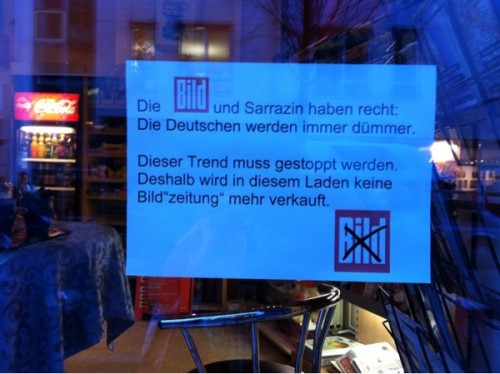 Coca-Cola
Die Bild und Sarrazin haben recht:
Die Deutschen werden immer dümmer.
Dieser Trend muss gestoppt werden.
Deshalb wird in diesem Laden keine
Bild"zeitung" mehr verkauft.
Bild